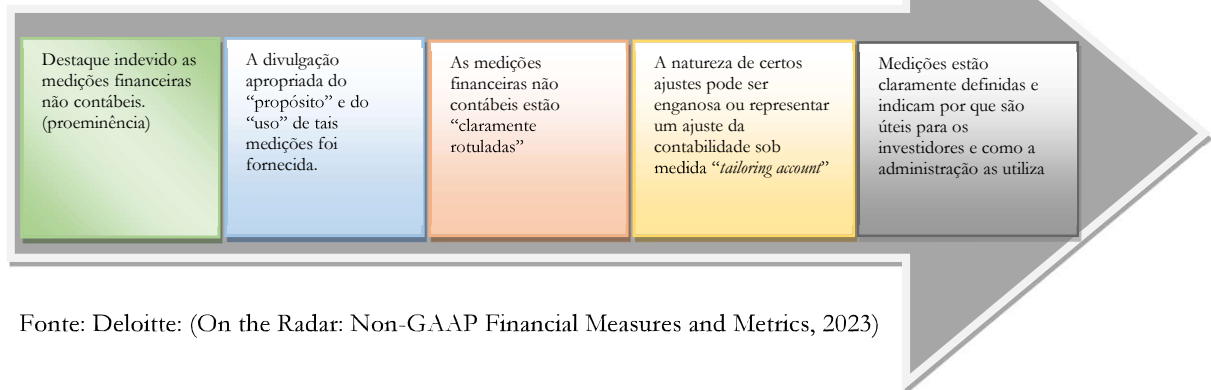 Destaque indevido as
medições financeiras
não contábeis.
(proeminência)
A divulgação
apropriada do
“propósito” e do
“uso” de tais
medições foi
fornecida.
As medições
financeiras não
contábeis estão
“claramente
rotuladas”
A natureza de certos
ajustes pode ser
enganosa ou representar
um ajuste da
contabilidade sob
medida “tailoring account”
Medições estão
claramente definidas e
indicam por que são
úteis para os
investidores e como a
administração as utiliza
Fonte: Deloitte: (On the Radar: Non-GAAP Financial Measures and Metrics, 2023)